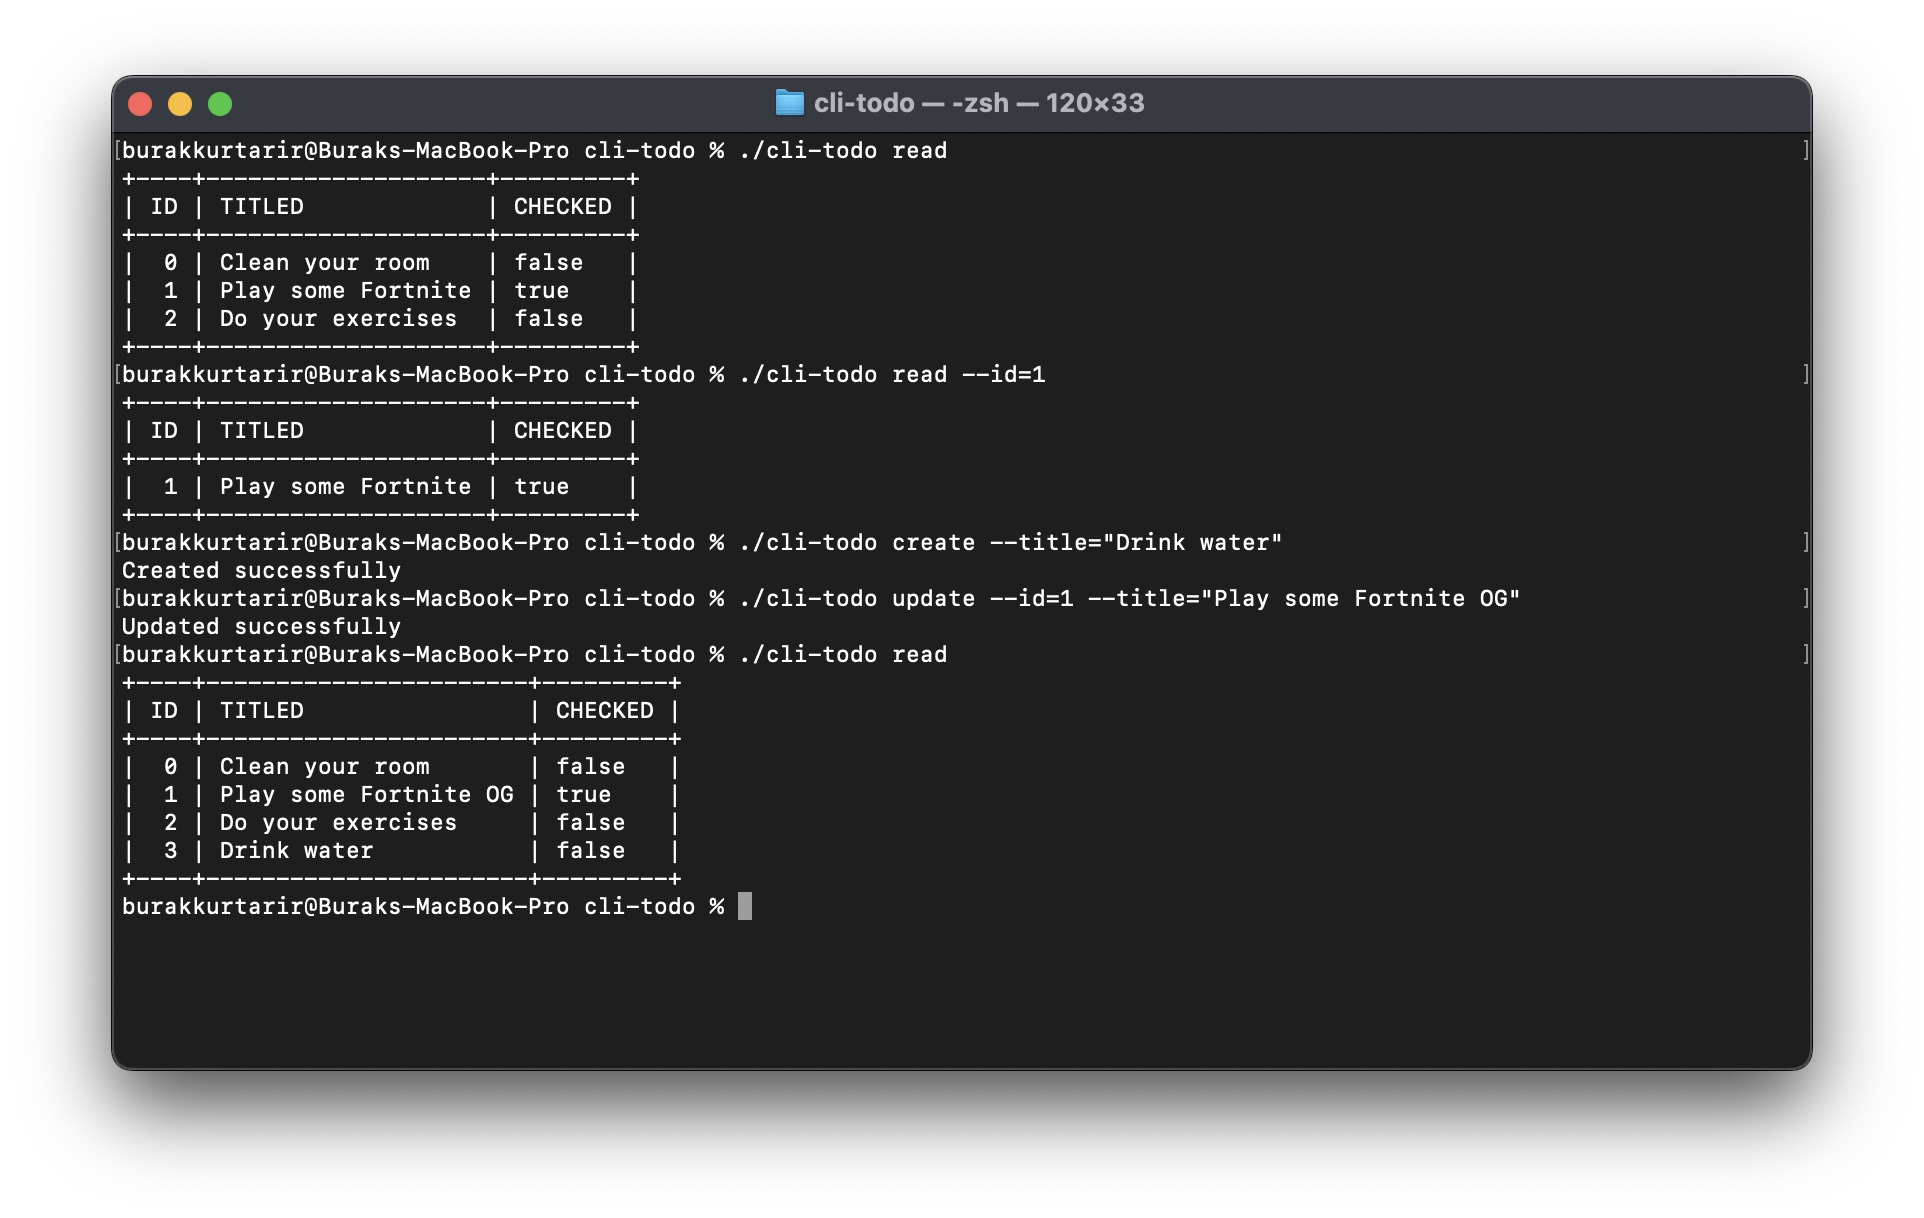 cli-todo — -zsh — 120×33
[burakkurtarir@Buraks-MacBook-Pro cli-todo % ./cli-todo read ]
+----+--------------------+---------+
| ID | TITLED             | CHECKED |
+----+--------------------+---------+
|  0 | Clean your room    | false   |
|  1 | Play some Fortnite | true    |
|  2 | Do your exercises  | false   |
+----+--------------------+---------+
[burakkurtarir@Buraks-MacBook-Pro cli-todo % ./cli-todo read --id=1 ]
+----+--------------------+---------+
| ID | TITLED             | CHECKED |
+----+--------------------+---------+
|  1 | Play some Fortnite | true    |
+----+--------------------+---------+
[burakkurtarir@Buraks-MacBook-Pro cli-todo % ./cli-todo create --title="Drink water" ]
Created successfully
[burakkurtarir@Buraks-MacBook-Pro cli-todo % ./cli-todo update --id=1 --title="Play some Fortnite OG" ]
Updated successfully
[burakkurtarir@Buraks-MacBook-Pro cli-todo % ./cli-todo read ]
+----+-----------------------+---------+
| ID | TITLED                | CHECKED |
+----+-----------------------+---------+
|  0 | Clean your room       | false   |
|  1 | Play some Fortnite OG | true    |
|  2 | Do your exercises     | false   |
|  3 | Drink water           | false   |
+----+-----------------------+---------+
burakkurtarir@Buraks-MacBook-Pro cli-todo %